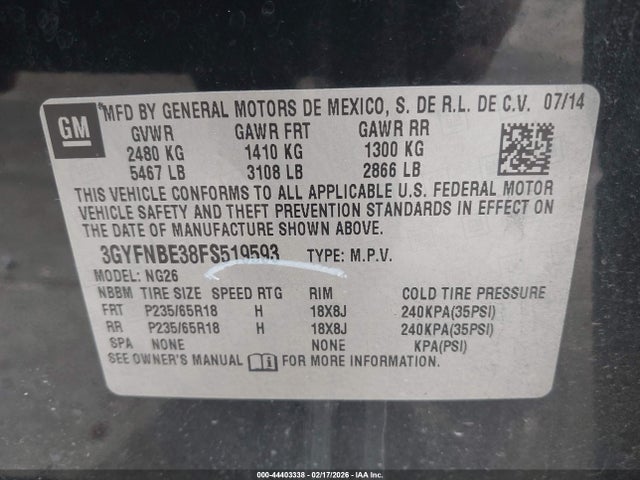 GM
MFD BY GENERAL MOTORS DE MEXICO, S. DE R.L. DE C.V. 07/14
GVWR GAWR FRT GAWR RR
2480 KG 1410 KG 1300 KG
5467 LB 3108 LB 2866 LB
THIS VEHICLE CONFORMS TO ALL APPLICABLE U.S. FEDERAL MOTOR
VEHICLE SAFETY AND THEFT PREVENTION STANDARDS IN EFFECT ON
THE DATE OF MANUFACTURE SHOWN ABOVE.
3GYFNBE38FS519593 TYPE: M.P.V.
MODEL: NG26
NBBM TIRE SIZE SPEED RTG RIM COLD TIRE PRESSURE
FRT P235/65R18 H 18X8J 240KPA(35PSI)
RR P235/65R18 H 18X8J 240KPA(35PSI)
SPA NONE NONE KPA(PSI)
SEE OWNER'S MANUAL FOR MORE INFORMATION.
000-44403338 - 02/17/2026 - IAA Inc.